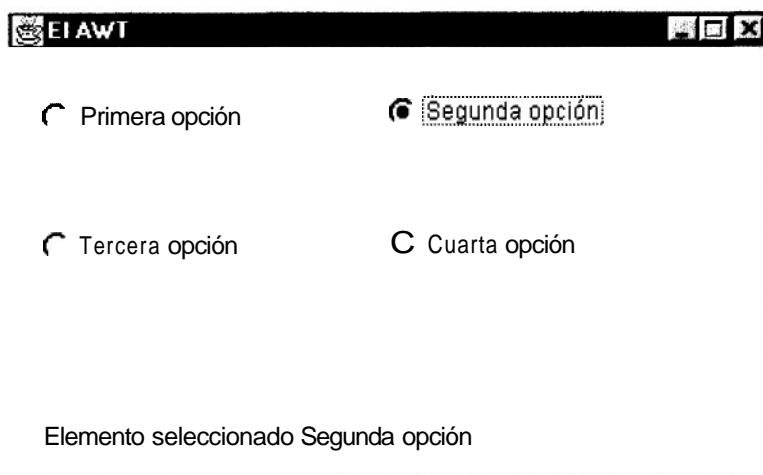 El AWT
Primera opción
Segunda opción
Tercera opción
C Cuarta opción
Elemento seleccionado Segunda opción